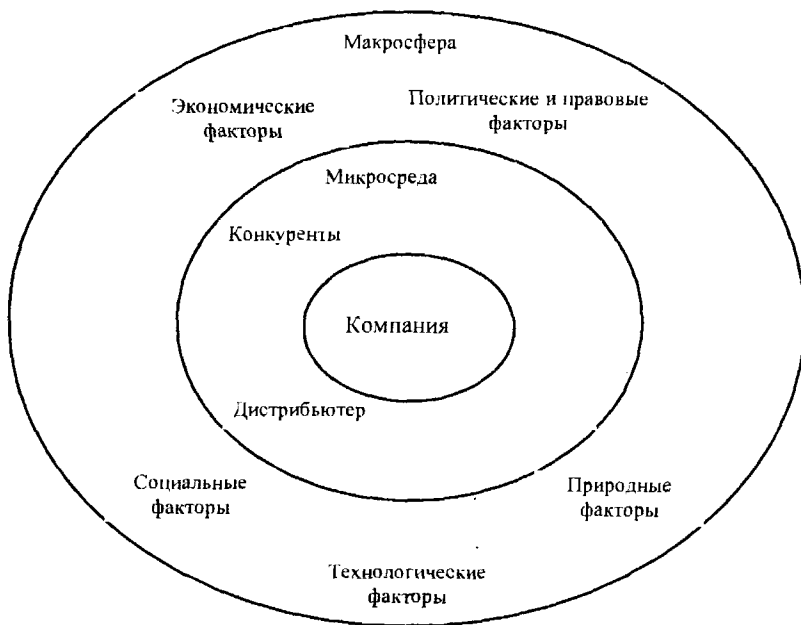 Макросфера
Экономические
факторы
Политические и правовые
факторы
Микросреда
Конкуренты
Компания
Дистрибьютер
Социальные
факторы
Природные
факторы
Технологические
факторы